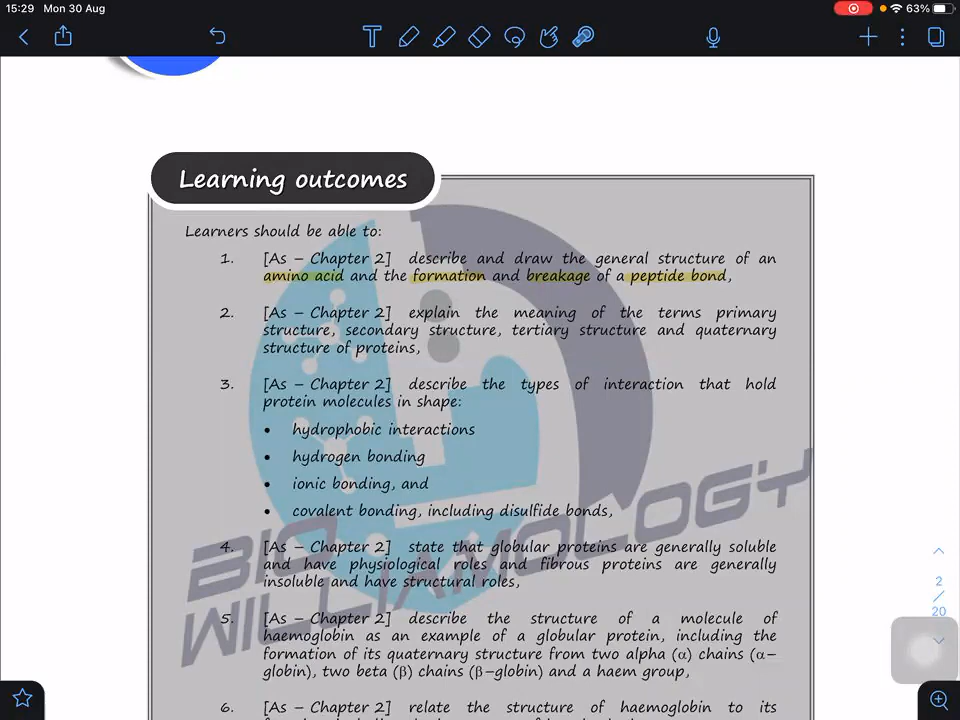 15:29 Mon 30 Aug
63%
Learning outcomes
Learners should be able to:
1. [As – Chapter 2] describe and draw the general structure of an
amino acid and the formation and breakage of a peptide bond,
2. [As – Chapter 2] explain the meaning of the terms primary
structure, secondary structure, tertiary structure and quaternary
structure of proteins,
3. [As – Chapter 2] describe the types of interaction that hold
protein molecules in shape:
• hydrophobic interactions
• hydrogen bonding
• ionic bonding, and
• covalent bonding, including disulfide bonds,
4. [As – Chapter 2] state that globular proteins are generally soluble
and have physiological roles and fibrous proteins are generally
insoluble and have structural roles,
5. [As – Chapter 2] describe the structure of a molecule of
haemoglobin as an example of a globular protein, including the
formation of its quaternary structure from two alpha (α) chains (α–
globin), two beta (β) chains (β–globin) and a haem group,
6. [As – Chapter 2] relate the structure of haemoglobin to its
BIO
WILLIAMOLOGY
2
/
20